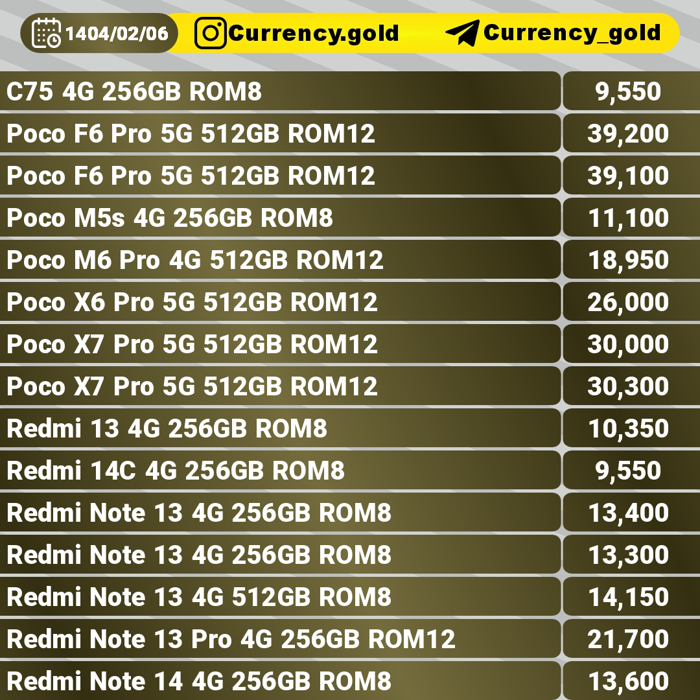 1404/02/06 Currency.gold Currency_gold
C75 4G 256GB ROM8 9,550
Poco F6 Pro 5G 512GB ROM12 39,200
Poco F6 Pro 5G 512GB ROM12 39,100
Poco M5s 4G 256GB ROM8 11,100
Poco M6 Pro 4G 512GB ROM12 18,950
Poco X6 Pro 5G 512GB ROM12 26,000
Poco X7 Pro 5G 512GB ROM12 30,000
Poco X7 Pro 5G 512GB ROM12 30,300
Redmi 13 4G 256GB ROM8 10,350
Redmi 14C 4G 256GB ROM8 9,550
Redmi Note 13 4G 256GB ROM8 13,400
Redmi Note 13 4G 256GB ROM8 13,300
Redmi Note 13 4G 512GB ROM8 14,150
Redmi Note 13 Pro 4G 256GB ROM12 21,700
Redmi Note 14 4G 256GB ROM8 13,600